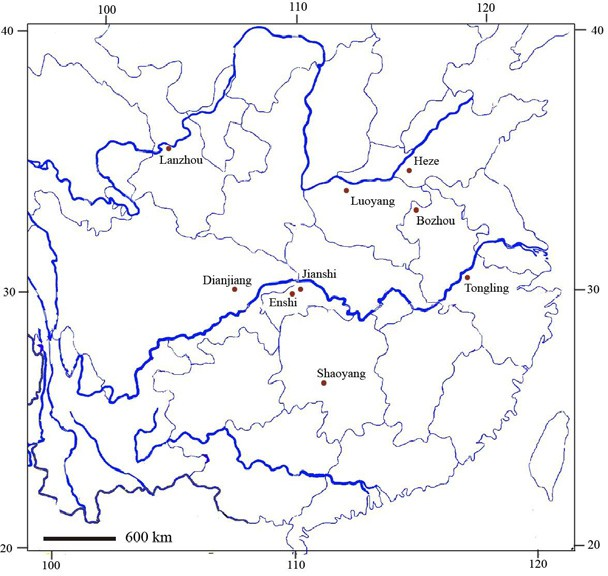 100 110 120
40 40
Lanzhou
Heze
Luoyang
Bozhou
Dianjiang
Jianshi
Enshi
Tongling
30 30
Shaoyang
600 km
20 20
100 110 120